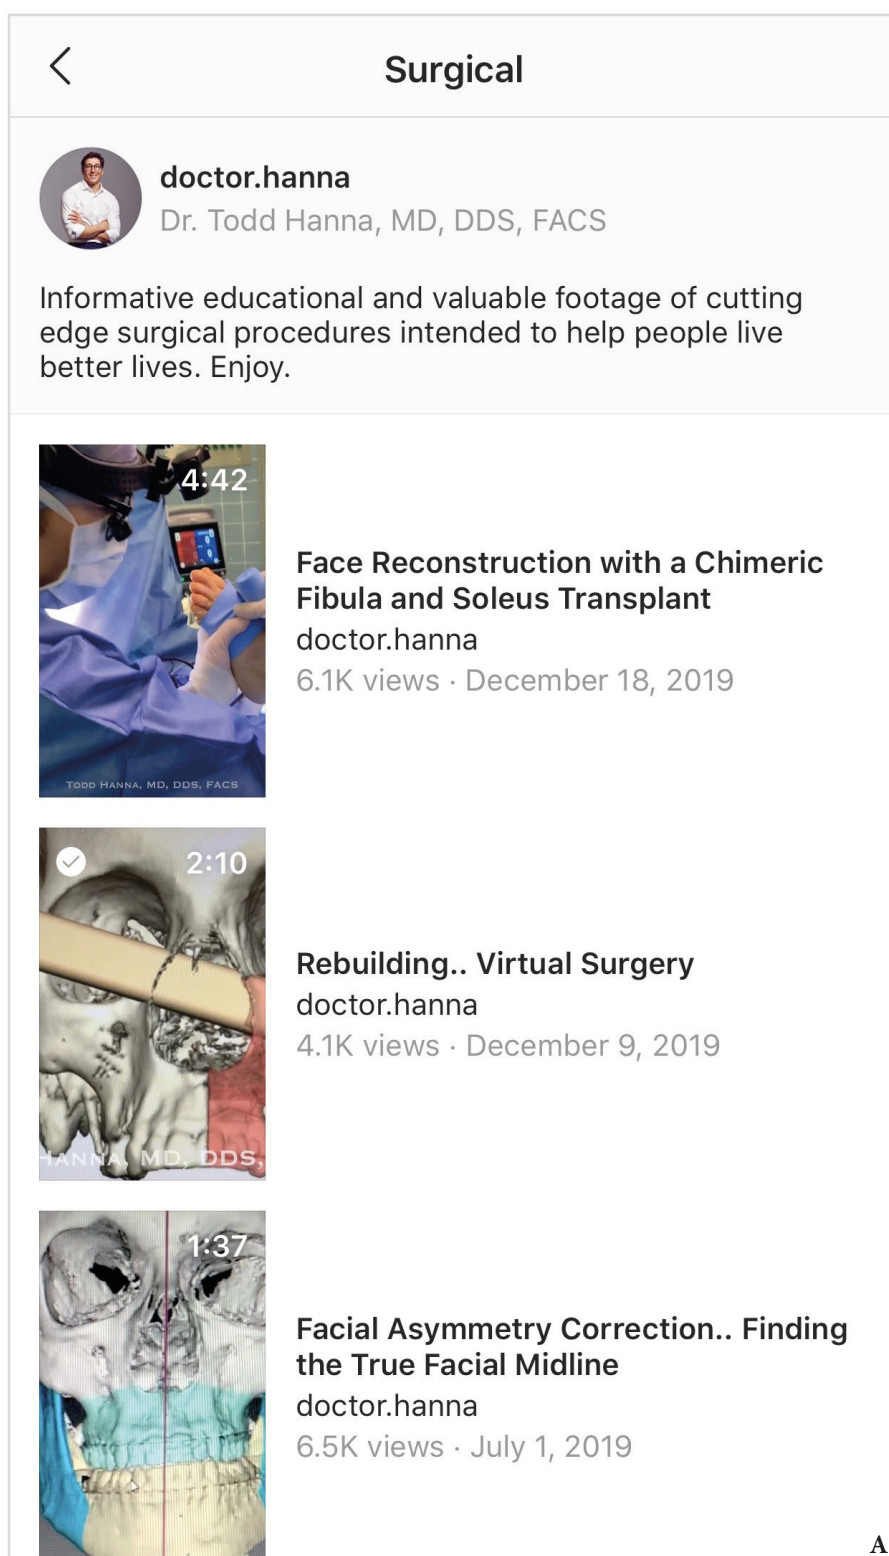 Surgical
doctor.hanna
Dr. Todd Hanna, MD, DDS, FACS
Informative educational and valuable footage of cutting
edge surgical procedures intended to help people live
better lives. Enjoy.
4:42
TODD HANNA, MD, DDS, FACS
Face Reconstruction with a Chimeric
Fibula and Soleus Transplant
doctor.hanna
6.1K views · December 18, 2019
2:10
HANNA, MD, DDS,
Rebuilding.. Virtual Surgery
doctor.hanna
4.1K views · December 9, 2019
1:37
Facial Asymmetry Correction.. Finding
the True Facial Midline
doctor.hanna
6.5K views · July 1, 2019
A